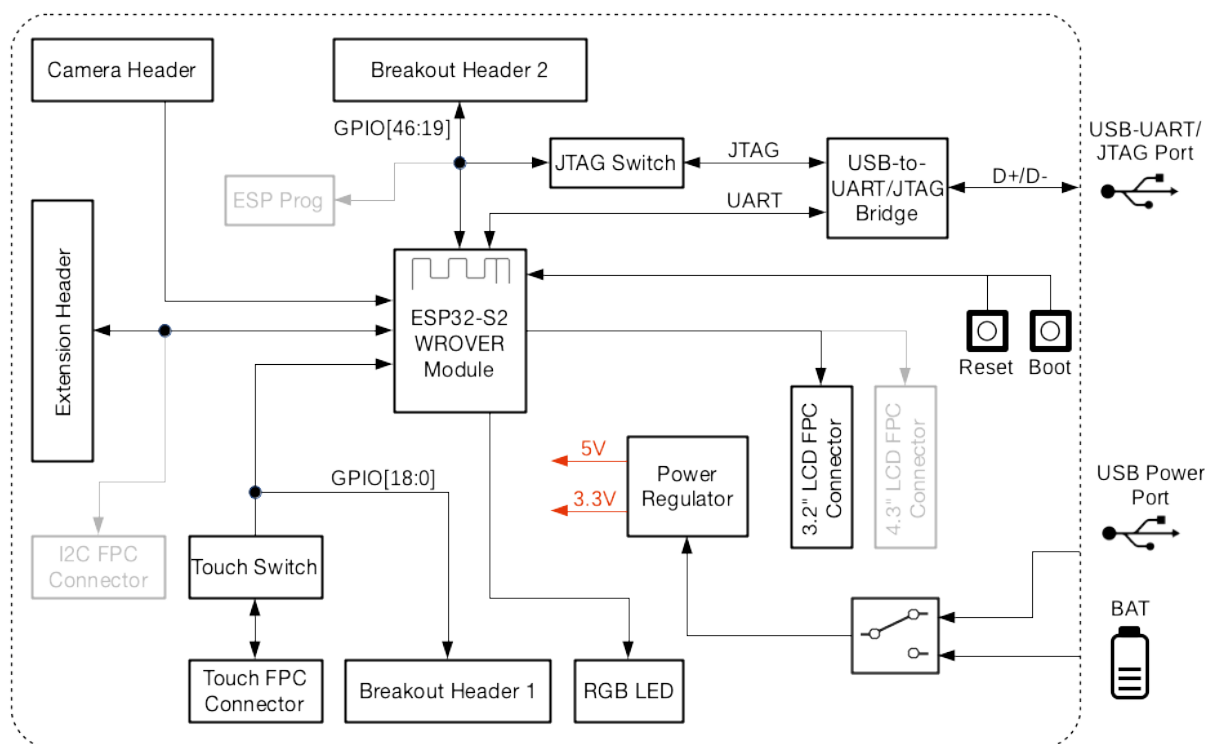 Camera Header
Breakout Header 2
GPIO[46:19]
USB-UART/
JTAG Port
JTAG Switch
JTAG
USB-to-
UART/JTAG
Bridge
D+/D-
ESP Prog
UART
Extension Header
ESP32-S2
WROVER
Module
Reset
Boot
3.2" LCD FPC
Connector
4.3" LCD FPC
Connector
5V
3.3V
Power
Regulator
GPIO[18:0]
USB Power
Port
I2C FPC
Connector
Touch Switch
BAT
Touch FPC
Connector
Breakout Header 1
RGB LED